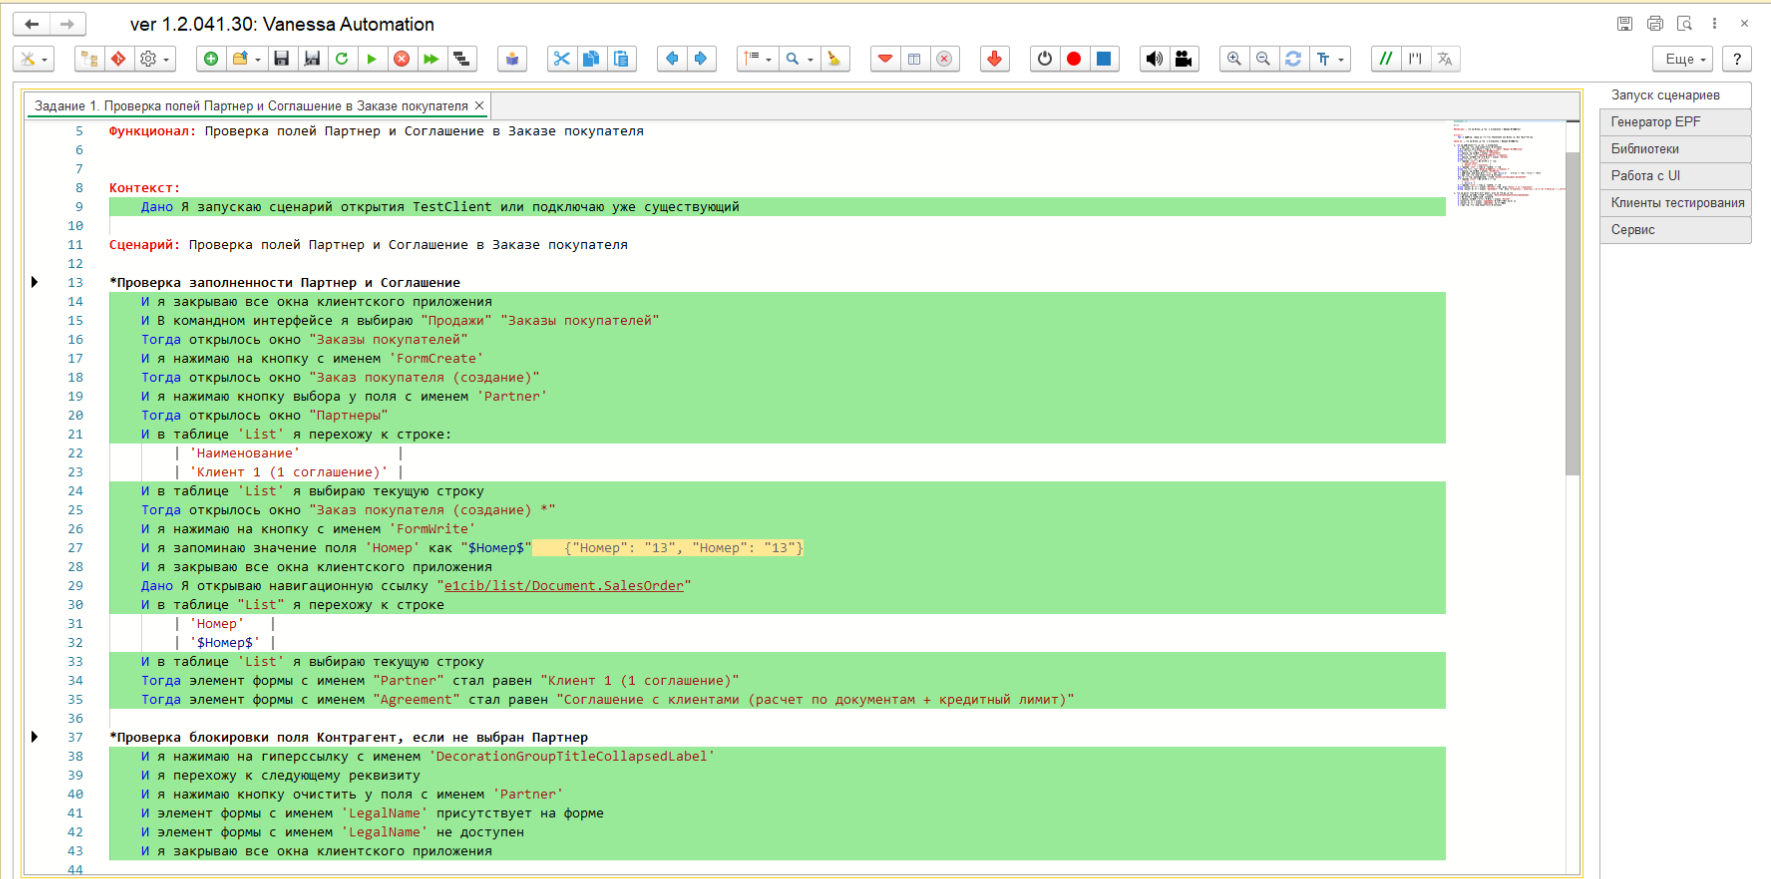 ver 1.2.041.30: Vanessa Automation
Еще
?
Задание 1. Проверка полей Партнер и Соглашение в Заказе покупателя
Запуск сценариев
Генератор EPF
Библиотеки
Работа с UI
Клиенты тестирования
Сервис
5 Функционал: Проверка полей Партнер и Соглашение в Заказе покупателя
6
7
8 Контекст:
9 Дано Я запускаю сценарий открытия TestClient или подключаю уже существующий
10
11 Сценарий: Проверка полей Партнер и Соглашение в Заказе покупателя
12
13 *Проверка заполненности Партнер и Соглашение
14 И я закрываю все окна клиентского приложения
15 И В командном интерфейсе я выбираю "Продажи" "Заказы покупателей"
16 Тогда открылось окно "Заказы покупателей"
17 И я нажимаю на кнопку с именем 'FormCreate'
18 Тогда открылось окно "Заказ покупателя (создание)"
19 И я нажимаю кнопку выбора у поля с именем 'Partner'
20 Тогда открылось окно "Партнеры"
21 И в таблице 'List' я перехожу к строке:
22 | 'Наименование' |
23 | 'Клиент 1 (1 соглашение)' |
24 И в таблице 'List' я выбираю текущую строку
25 Тогда открылось окно "Заказ покупателя (создание) *"
26 И я нажимаю на кнопку с именем 'FormWrite'
27 И я запоминаю значение поля 'Номер' как "$Номер$" {"Номер": "13", "Номер": "13"}
28 И я закрываю все окна клиентского приложения
29 Дано Я открываю навигационную ссылку "e1cib/list/Document.SalesOrder"
30 И в таблице "List" я перехожу к строке
31 | 'Номер' |
32 | '$Номер$' |
33 И в таблице 'List' я выбираю текущую строку
34 Тогда элемент формы с именем "Partner" стал равен "Клиент 1 (1 соглашение)"
35 Тогда элемент формы с именем "Agreement" стал равен "Соглашение с клиентами (расчет по документам + кредитный лимит)"
36
37 *Проверка блокировки поля Контрагент, если не выбран Партнер
38 И я нажимаю на гиперссылку с именем 'DecorationGroupTitleCollapsedLabel'
39 И я перехожу к следующему реквизиту
40 И я нажимаю кнопку очистить у поля с именем 'Partner'
41 И элемент формы с именем 'LegalName' присутствует на форме
42 И элемент формы с именем 'LegalName' не доступен
43 И я закрываю все окна клиентского приложения
44